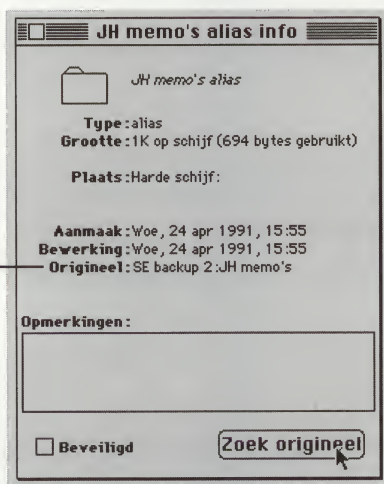 JH memo's alias info
JH memo's alias
Type: alias
Grootte: 1K op schijf (694 bytes gebruikt)
Plaats: Harde schijf:
Aanmaak: Woe, 24 apr 1991, 15:55
Bewerking: Woe, 24 apr 1991, 15:55
Origineel: SE backup 2:JH memo's
Opmerkingen:
Beveiligd
Zoek origineel